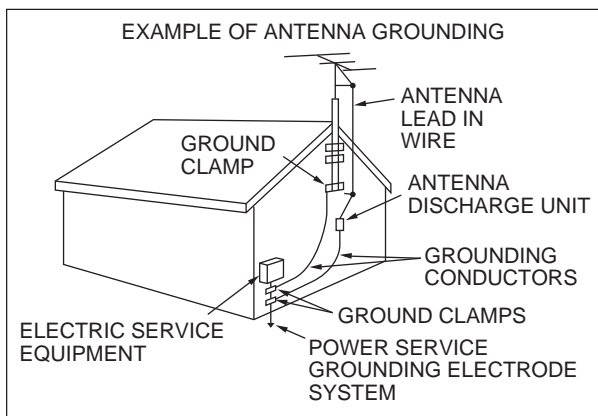 EXAMPLE OF ANTENNA GROUNDING
ANTENNA
LEAD IN
WIRE
GROUND
CLAMP
ANTENNA
DISCHARGE UNIT
GROUNDING
CONDUCTORS
GROUND CLAMPS
ELECTRIC SERVICE
EQUIPMENT
POWER SERVICE
GROUNDING ELECTRODE
SYSTEM